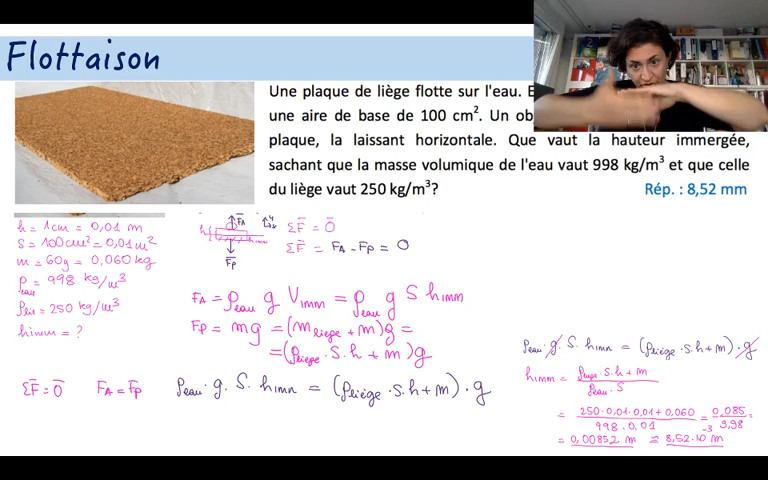 Flottaison
Une plaque de liège flotte sur l'eau. E
une aire de base de 100 cm². Un ob
plaque, la laissant horizontale. Que vaut la hauteur immergée,
sachant que la masse volumique de l'eau vaut 998 kg/m³ et que celle
du liège vaut 250 kg/m³?
Rép. : 8,52 mm
h = 1cm = 0,01 m
S = 100cm² = 0,01 m²
m = 60g = 0,060 kg
ρeau = 998 kg/m³
ρliè = 250 kg/m³
himm = ?
FA
h
himm
Fp
ΣF = 0
ΣF = FA - Fp = 0
FA = ρeau g Vimm = ρeau g S himm
Fp = mg = (mliège + m)g =
= (ρliège · S · h + m)g
ΣF = 0 FA = Fp ρeau · g · S · himm = (ρliège · S · h + m) · g
ρeau · g · S · himm = (ρliège · S · h + m) · g
himm = ρliège · S · h + m
ρeau · S
= 250 · 0,01 · 0,01 + 0,060 = 0,085 =
998 · 0,01 9,98
= 0,00852 m = 8,52 · 10⁻³ m